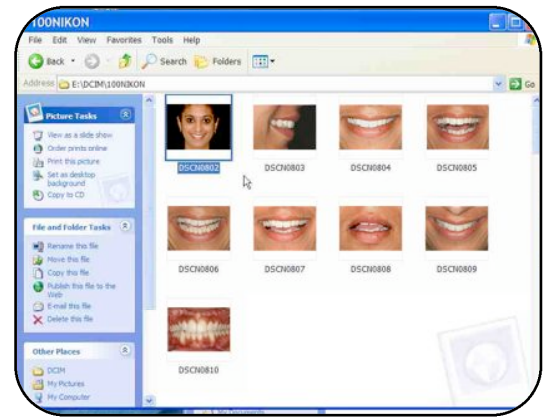 100NIKON
File Edit View Favorites Tools Help
Back Search Folders
Address E:\DCIM\100NIKON Go
Picture Tasks
View as a slide show
Order prints online
Print this picture
Set as desktop
background
Copy to CD
DSCN0802 DSCN0803 DSCN0804 DSCN0805
File and Folder Tasks
Rename this file
Move this file
Copy this file
Publish this file to the
Web
E-mail this file
Delete this file
DSCN0806 DSCN0807 DSCN0808 DSCN0809
Other Places
DCIM
My Pictures
My Computer
DSCN0810
My Documents